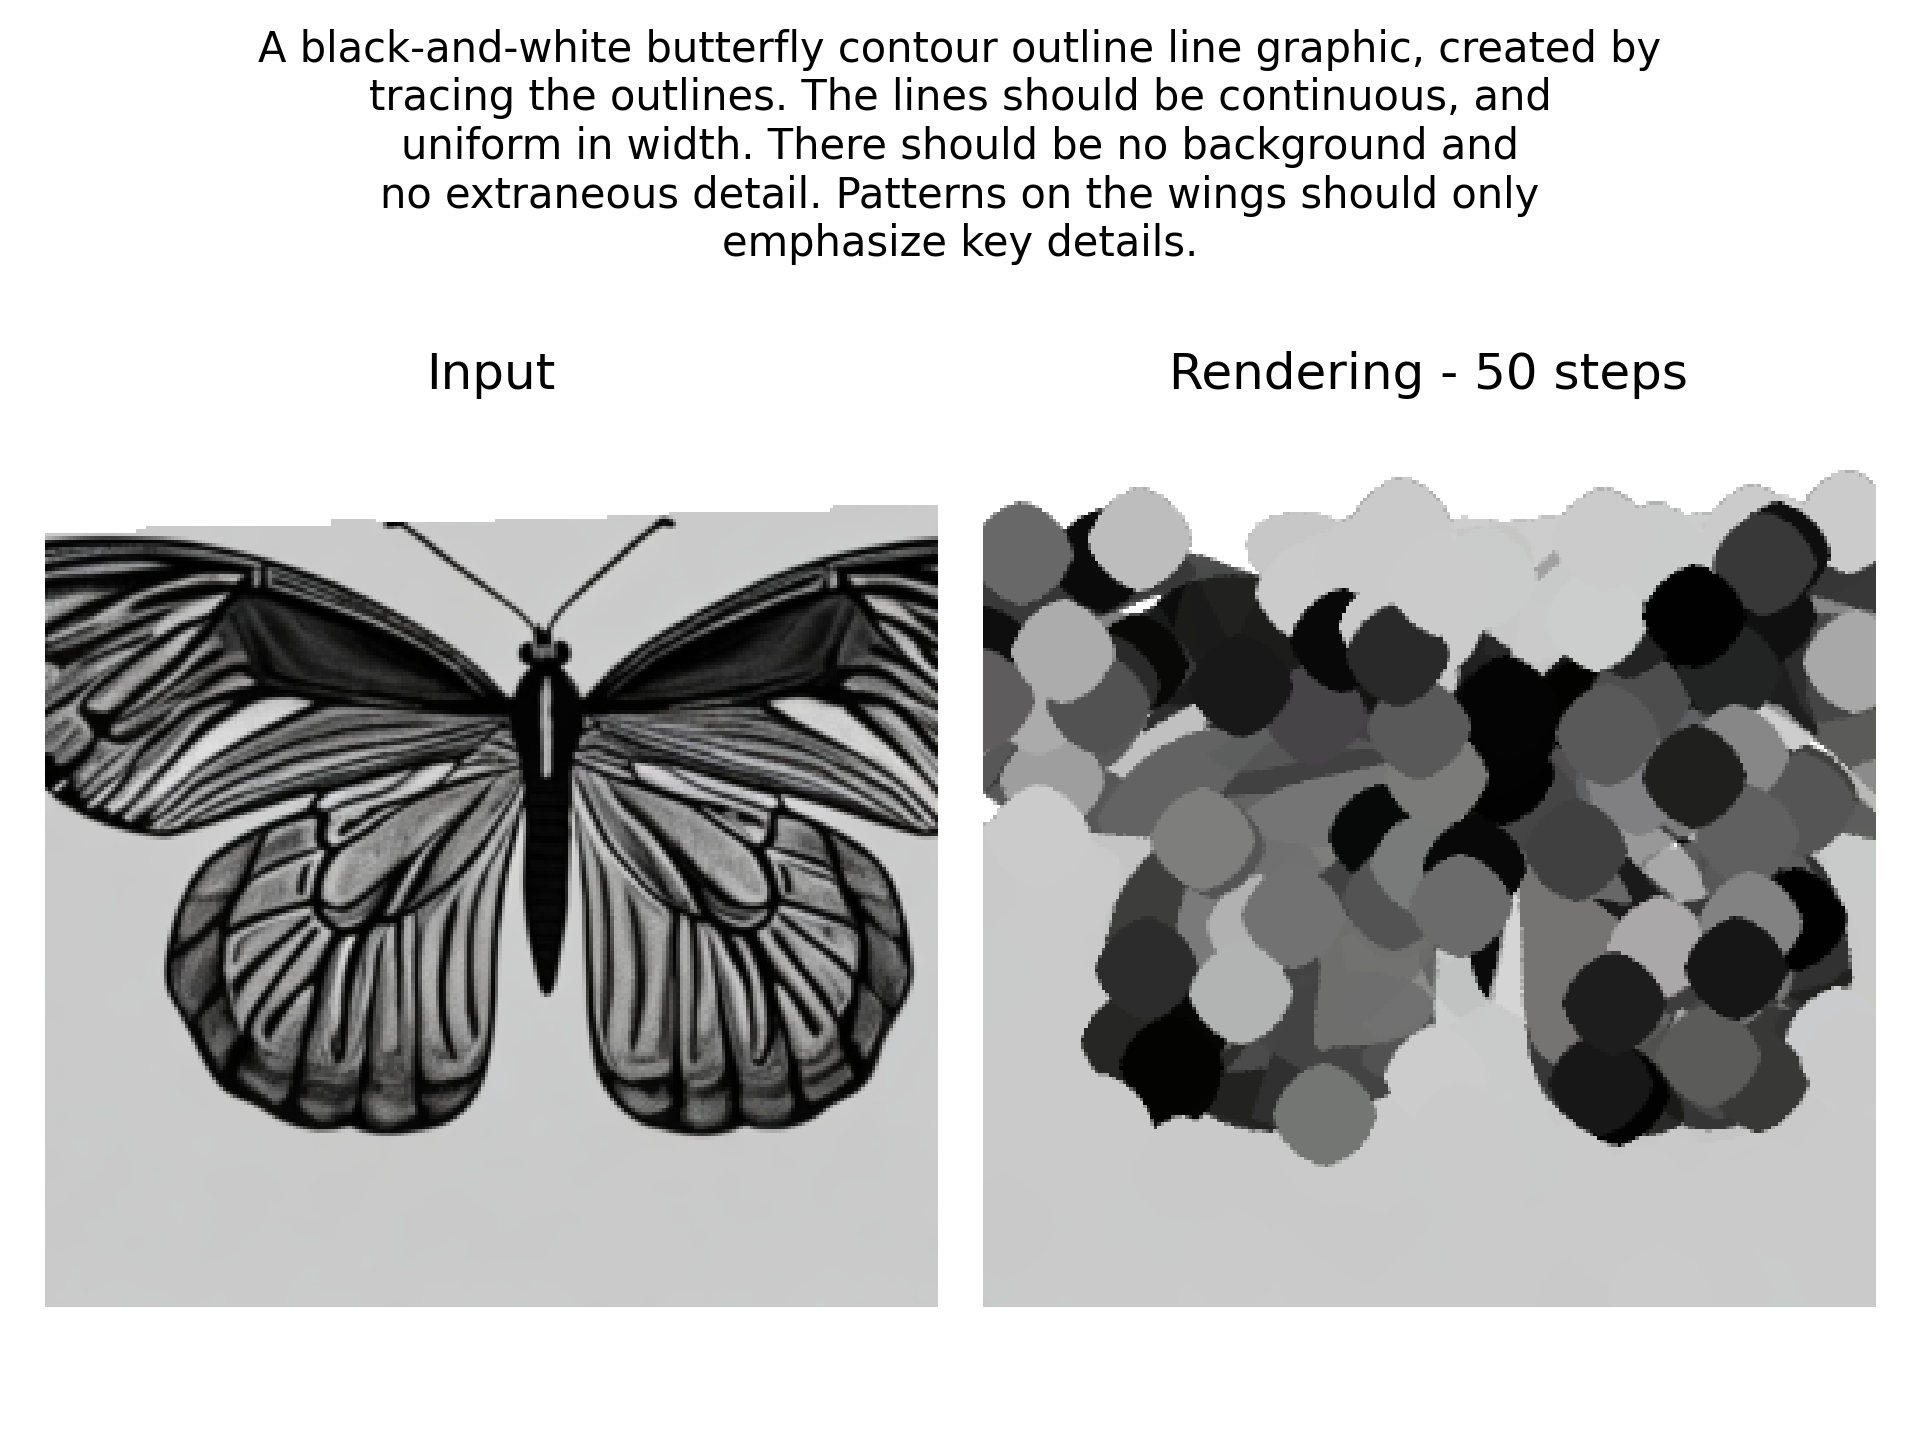 A black-and-white butterfly contour outline line graphic, created by
tracing the outlines. The lines should be continuous, and
uniform in width. There should be no background and
no extraneous detail. Patterns on the wings should only
emphasize key details.
Input
Rendering - 50 steps